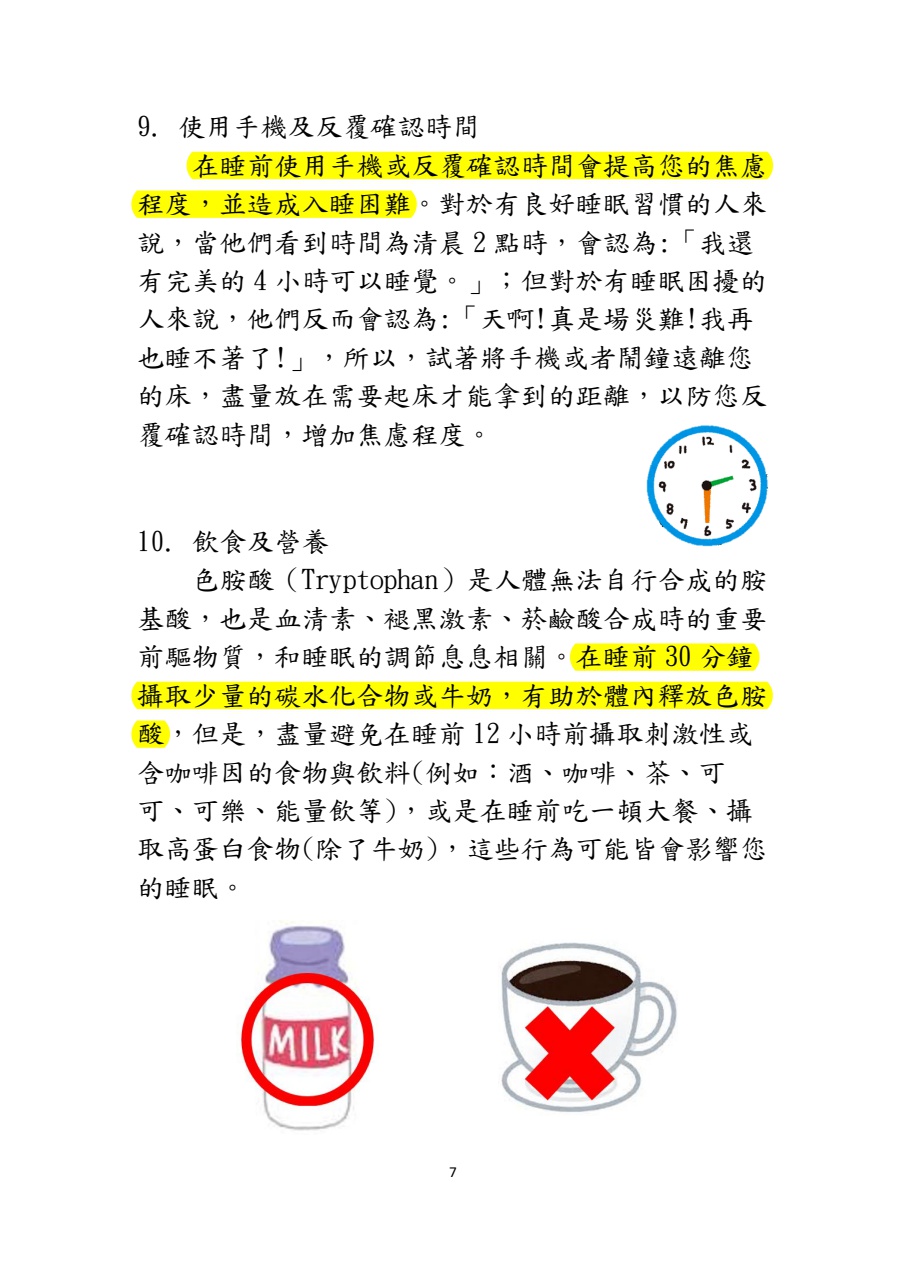 9. 使用手機及反覆確認時間
在睡前使用手機或反覆確認時間會提高您的焦慮
程度，並造成入睡困難。對於有良好睡眠習慣的人來
說，當他們看到時間為清晨 2 點時，會認為:「我還
有完美的 4 小時可以睡覺。」；但對於有睡眠困擾的
人來說，他們反而會認為:「天啊!真是場災難!我再
也睡不著了!」，所以，試著將手機或者鬧鐘遠離您
的床，盡量放在需要起床才能拿到的距離，以防您反
覆確認時間，增加焦慮程度。
12
11 1
10 2
9 3
8 4
7 5
6
10. 飲食及營養
色胺酸（Tryptophan）是人體無法自行合成的胺
基酸，也是血清素、褪黑激素、菸鹼酸合成時的重要
前驅物質，和睡眠的調節息息相關。在睡前 30 分鐘
攝取少量的碳水化合物或牛奶，有助於體內釋放色胺
酸，但是，盡量避免在睡前 12 小時前攝取刺激性或
含咖啡因的食物與飲料(例如：酒、咖啡、茶、可
可、可樂、能量飲等)，或是在睡前吃一頓大餐、攝
取高蛋白食物(除了牛奶)，這些行為可能皆會影響您
的睡眠。
MILK
7